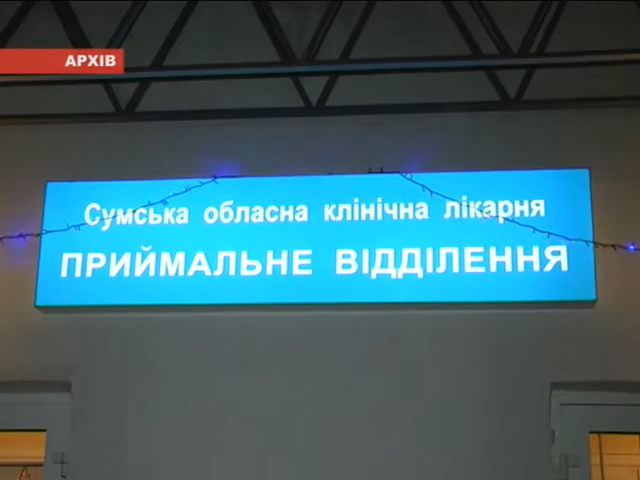 АРХІВ
Сумська обласна клінічна лікарня
ПРИЙМАЛЬНЕ ВІДДІЛЕННЯ